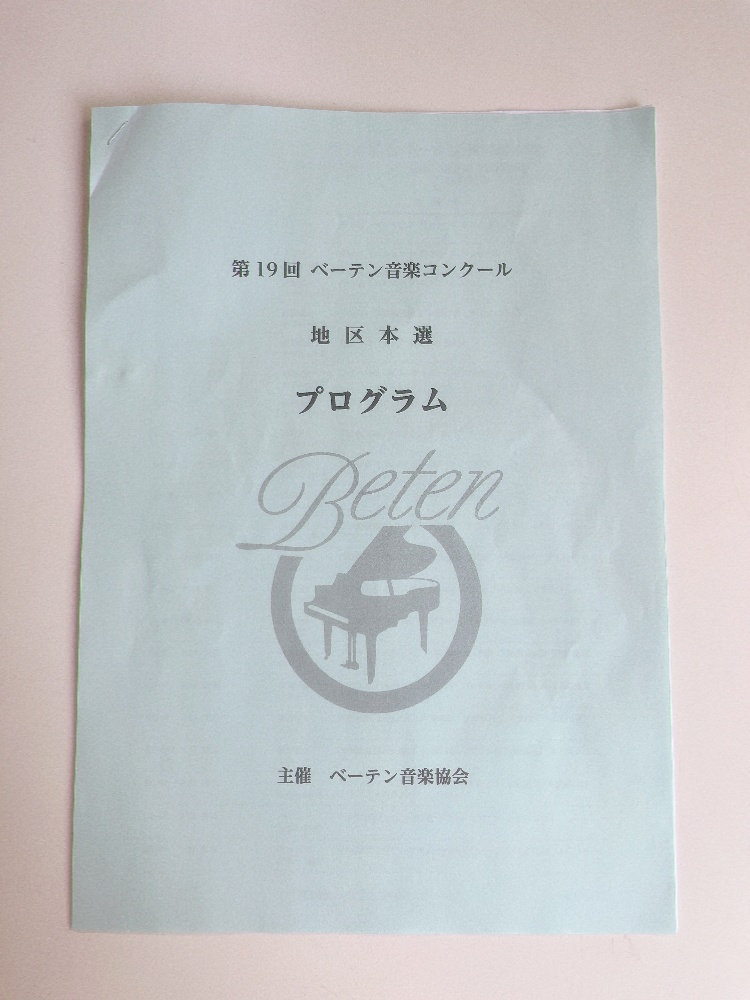 第19回 ベーテン音楽コンクール
地区本選
プログラム
Beten
主催 ベーテン音楽協会